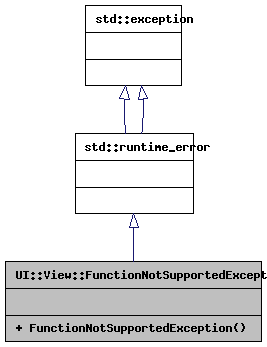 std::exception
std::runtime_error
UI::View::FunctionNotSupportedExcept
+ FunctionNotSupportedException()